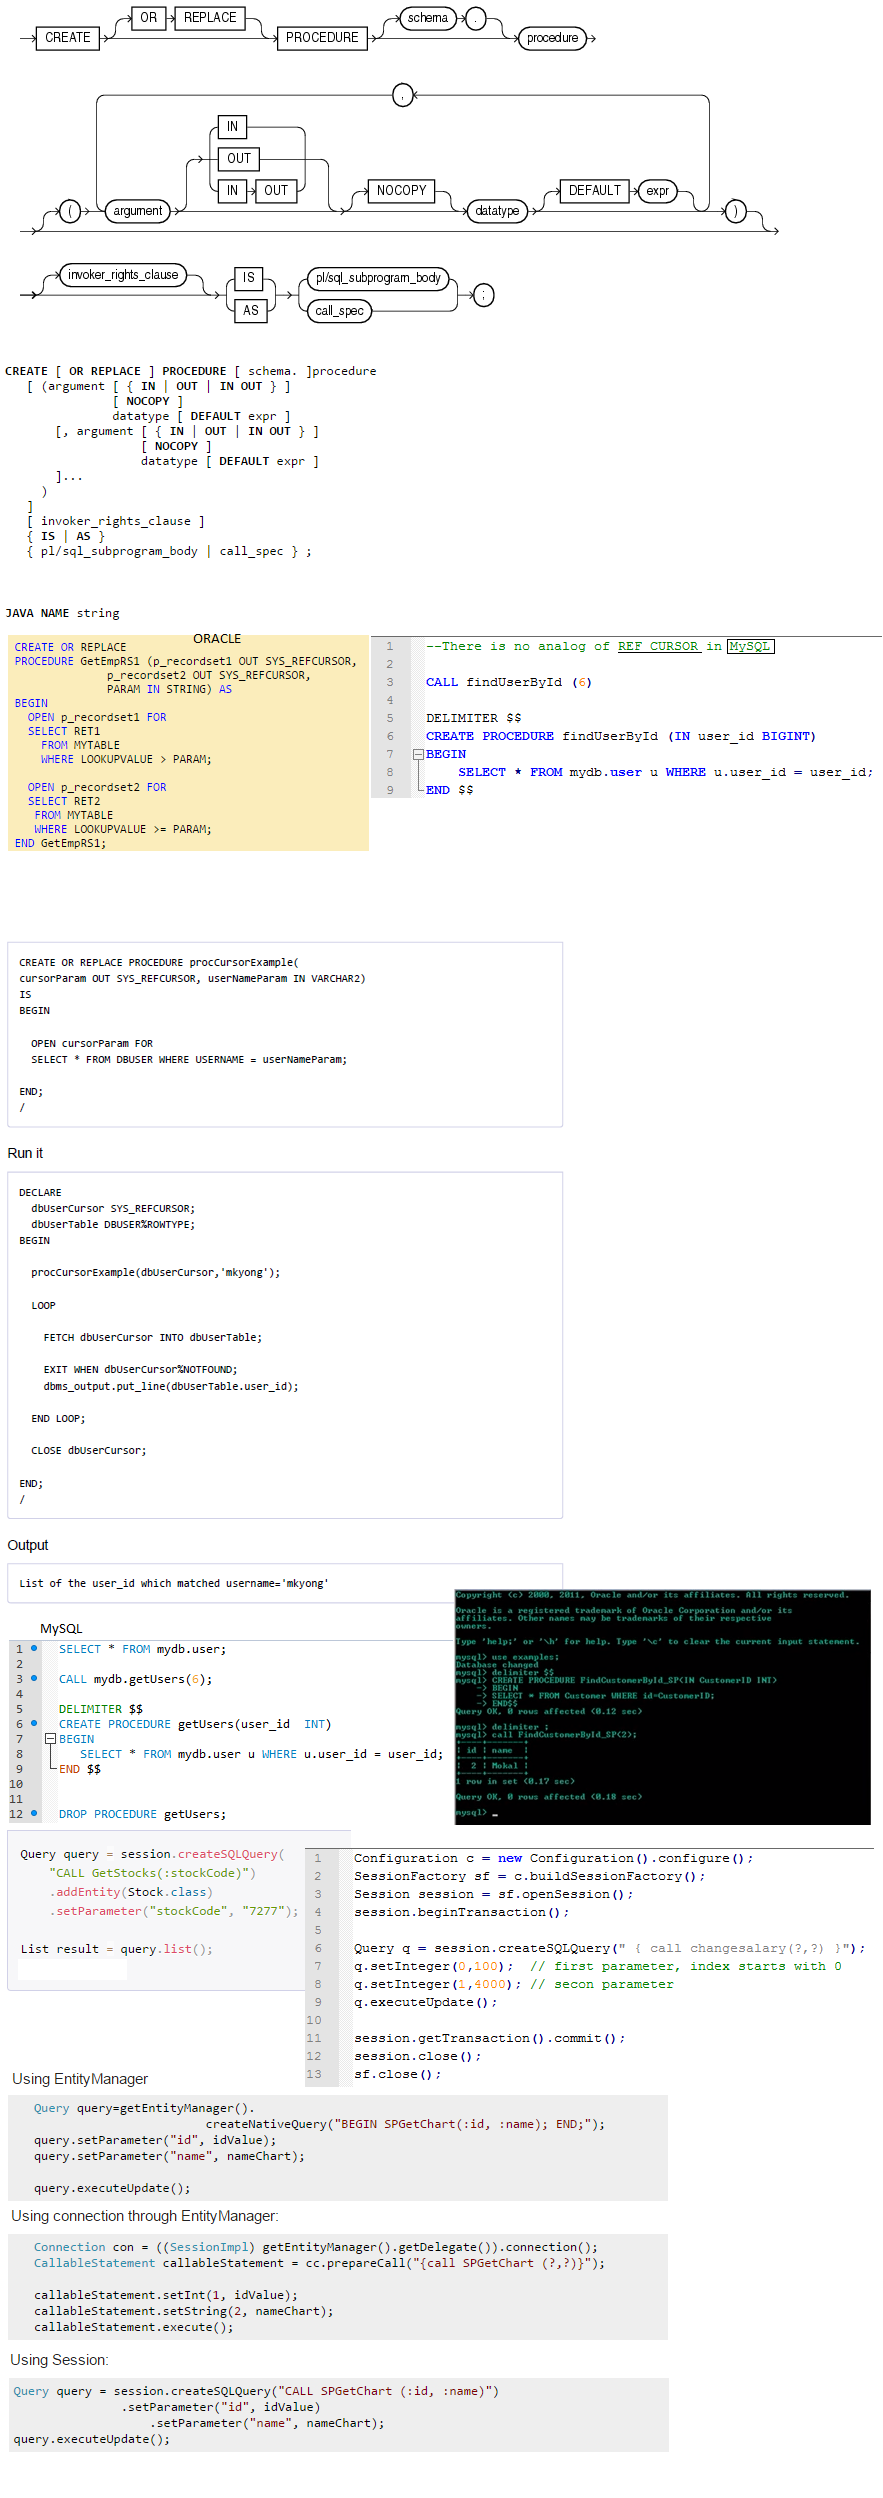 OR REPLACE schema .
CREATE PROCEDURE procedure
,
IN
OUT
IN OUT NOCOPY DEFAULT expr
( argument datatype )
invoker_rights_clause IS pl/sql_subprogram_body
AS call_spec ;
CREATE [ OR REPLACE ] PROCEDURE [ schema. ]procedure
[ (argument [ { IN | OUT | IN OUT } ]
[ NOCOPY ]
datatype [ DEFAULT expr ]
[, argument [ { IN | OUT | IN OUT } ]
[ NOCOPY ]
datatype [ DEFAULT expr ]
]...
)
]
[ invoker_rights_clause ]
{ IS | AS }
{ pl/sql_subprogram_body | call_spec } ;
JAVA NAME string
ORACLE
CREATE OR REPLACE
PROCEDURE GetEmpRS1 (p_recordset1 OUT SYS_REFCURSOR,
p_recordset2 OUT SYS_REFCURSOR,
PARAM IN STRING) AS
BEGIN
OPEN p_recordset1 FOR
SELECT RET1
FROM MYTABLE
WHERE LOOKUPVALUE > PARAM;
OPEN p_recordset2 FOR
SELECT RET2
FROM MYTABLE
WHERE LOOKUPVALUE >= PARAM;
END GetEmpRS1;
1 --There is no analog of REF CURSOR in MySQL
2
3 CALL findUserById (6)
4
5 DELIMITER $$
6 CREATE PROCEDURE findUserById (IN user_id BIGINT)
7 BEGIN
8 SELECT * FROM mydb.user u WHERE u.user_id = user_id;
9 END $$
CREATE OR REPLACE PROCEDURE procCursorExample(
cursorParam OUT SYS_REFCURSOR, userNameParam IN VARCHAR2)
IS
BEGIN
OPEN cursorParam FOR
SELECT * FROM DBUSER WHERE USERNAME = userNameParam;
END;
/
Run it
DECLARE
dbUserCursor SYS_REFCURSOR;
dbUserTable DBUSER%ROWTYPE;
BEGIN
procCursorExample(dbUserCursor,'mkyong');
LOOP
FETCH dbUserCursor INTO dbUserTable;
EXIT WHEN dbUserCursor%NOTFOUND;
dbms_output.put_line(dbUserTable.user_id);
END LOOP;
CLOSE dbUserCursor;
END;
/
Output
List of the user_id which matched username='mkyong'
MySQL
1 SELECT * FROM mydb.user;
2
3 CALL mydb.getUsers(6);
4
5 DELIMITER $$
6 CREATE PROCEDURE getUsers(user_id INT)
7 BEGIN
8 SELECT * FROM mydb.user u WHERE u.user_id = user_id;
9 END $$
10
11
12 DROP PROCEDURE getUsers;
Copyright (c) 2000, 2011, Oracle and/or its affiliates. All rights reserved.
Oracle is a registered trademark of Oracle Corporation and/or its
affiliates. Other names may be trademarks of their respective
owners.
Type 'help;' or '\h' for help. Type '\c' to clear the current input statement.
mysql> use examples;
Database changed
mysql> delimiter $$
mysql> CREATE PROCEDURE FindCustomerById_SP(IN CustomerID INT)
-> BEGIN
-> SELECT * FROM Customer WHERE id=CustomerID;
-> END$$
Query OK, 0 rows affected (0.12 sec)
mysql> delimiter ;
mysql> call FindCustomerById_SP(2);
+----+-------+
| id | name |
+----+-------+
| 2 | Mokal |
+----+-------+
1 row in set (0.17 sec)
Query OK, 0 rows affected (0.18 sec)
mysql> _
Query query = session.createSQLQuery(
"CALL GetStocks(:stockCode)")
.addEntity(Stock.class)
.setParameter("stockCode", "7277");
List result = query.list();
1 Configuration c = new Configuration().configure();
2 SessionFactory sf = c.buildSessionFactory();
3 Session session = sf.openSession();
4 session.beginTransaction();
5
6 Query q = session.createSQLQuery(" { call changesalary(?,?) }");
7 q.setInteger(0,100); // first parameter, index starts with 0
8 q.setInteger(1,4000); // secon parameter
9 q.executeUpdate();
10
11 session.getTransaction().commit();
12 session.close();
13 sf.close();
Using EntityManager
Query query=getEntityManager().
createNativeQuery("BEGIN SPGetChart(:id, :name); END;");
query.setParameter("id", idValue);
query.setParameter("name", nameChart);
query.executeUpdate();
Using connection through EntityManager:
Connection con = ((SessionImpl) getEntityManager().getDelegate()).connection();
CallableStatement callableStatement = cc.prepareCall("{call SPGetChart (?,?)}");
callableStatement.setInt(1, idValue);
callableStatement.setString(2, nameChart);
callableStatement.execute();
Using Session:
Query query = session.createSQLQuery("CALL SPGetChart (:id, :name)")
.setParameter("id", idValue)
.setParameter("name", nameChart);
query.executeUpdate();